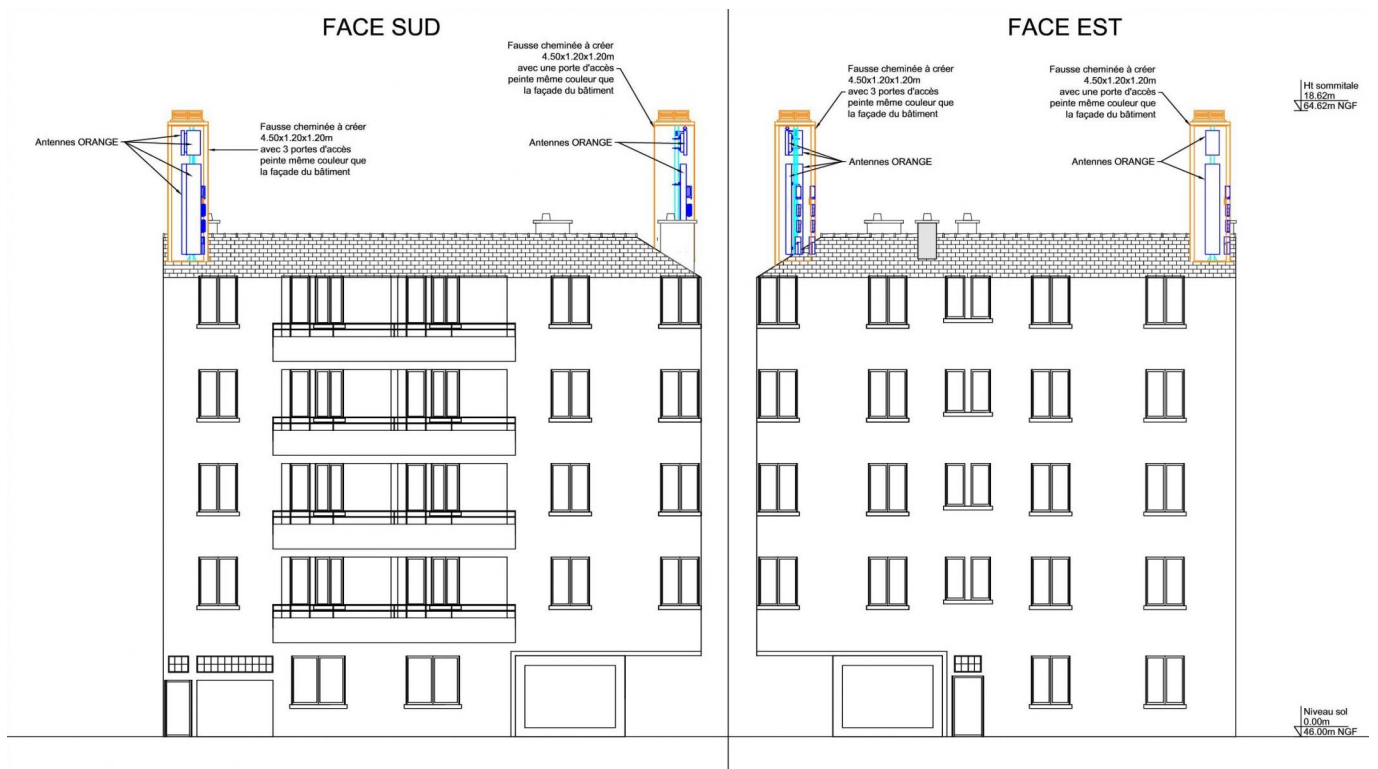 FACE SUD
Fausse cheminée à créer
4.50x1.20x1.20m
avec une porte d'accès
peinte même couleur que
la façade du bâtiment
Antennes ORANGE
Fausse cheminée à créer
4.50x1.20x1.20m
avec 3 portes d'accès
peinte même couleur que
la façade du bâtiment
Antennes ORANGE
FACE EST
Fausse cheminée à créer
4.50x1.20x1.20m
avec 3 portes d'accès
peinte même couleur que
la façade du bâtiment
Antennes ORANGE
Fausse cheminée à créer
4.50x1.20x1.20m
avec une porte d'accès
peinte même couleur que
la façade du bâtiment
Antennes ORANGE
Ht sommitale
18.62m
64.62m NGF
Niveau sol
0.00m
46.00m NGF